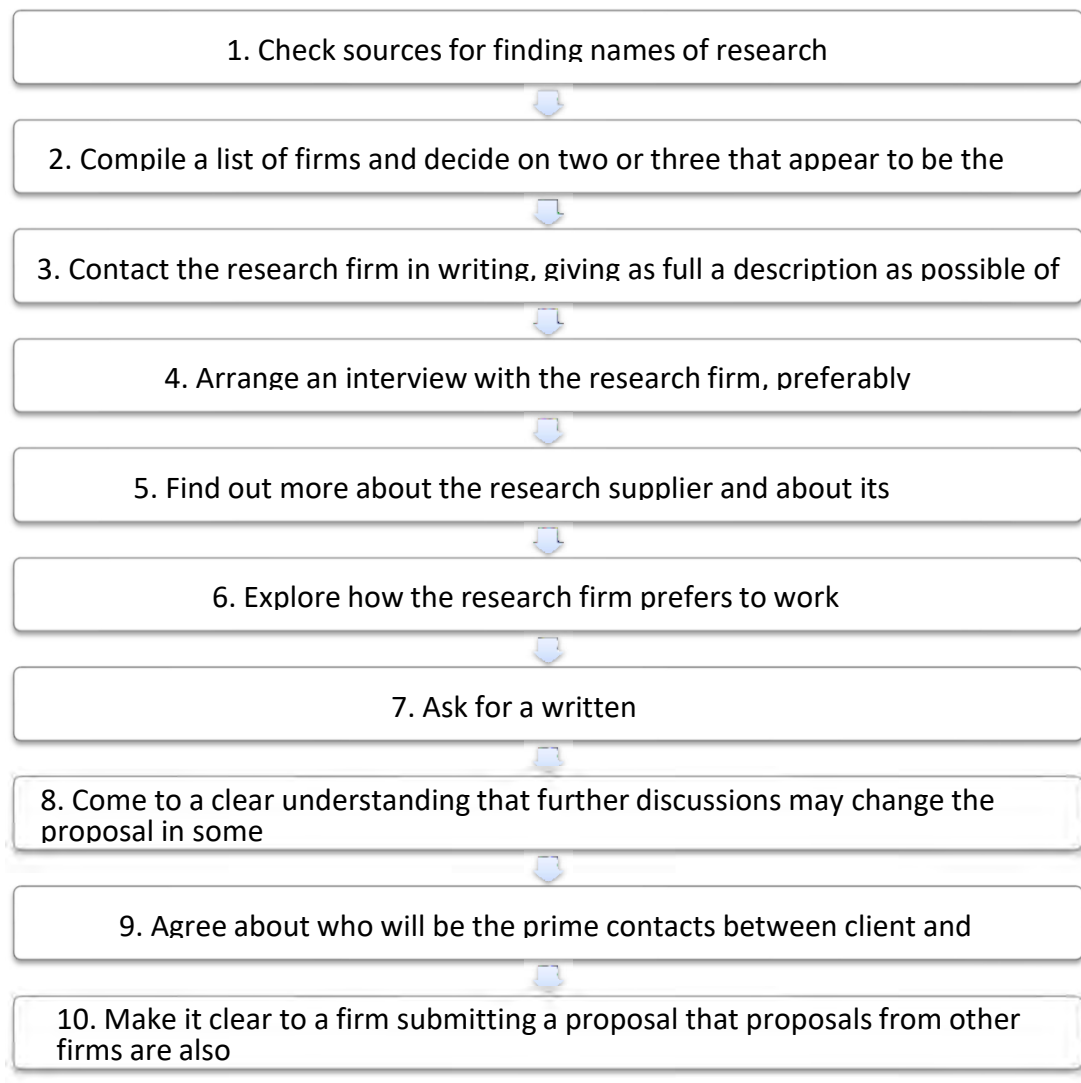 1. Check sources for finding names of research
2. Compile a list of firms and decide on two or three that appear to be the
3. Contact the research firm in writing, giving as full a description as possible of
4. Arrange an interview with the research firm, preferably
5. Find out more about the research supplier and about its
6. Explore how the research firm prefers to work
7. Ask for a written
8. Come to a clear understanding that further discussions may change the
proposal in some
9. Agree about who will be the prime contacts between client and
10. Make it clear to a firm submitting a proposal that proposals from other
firms are also